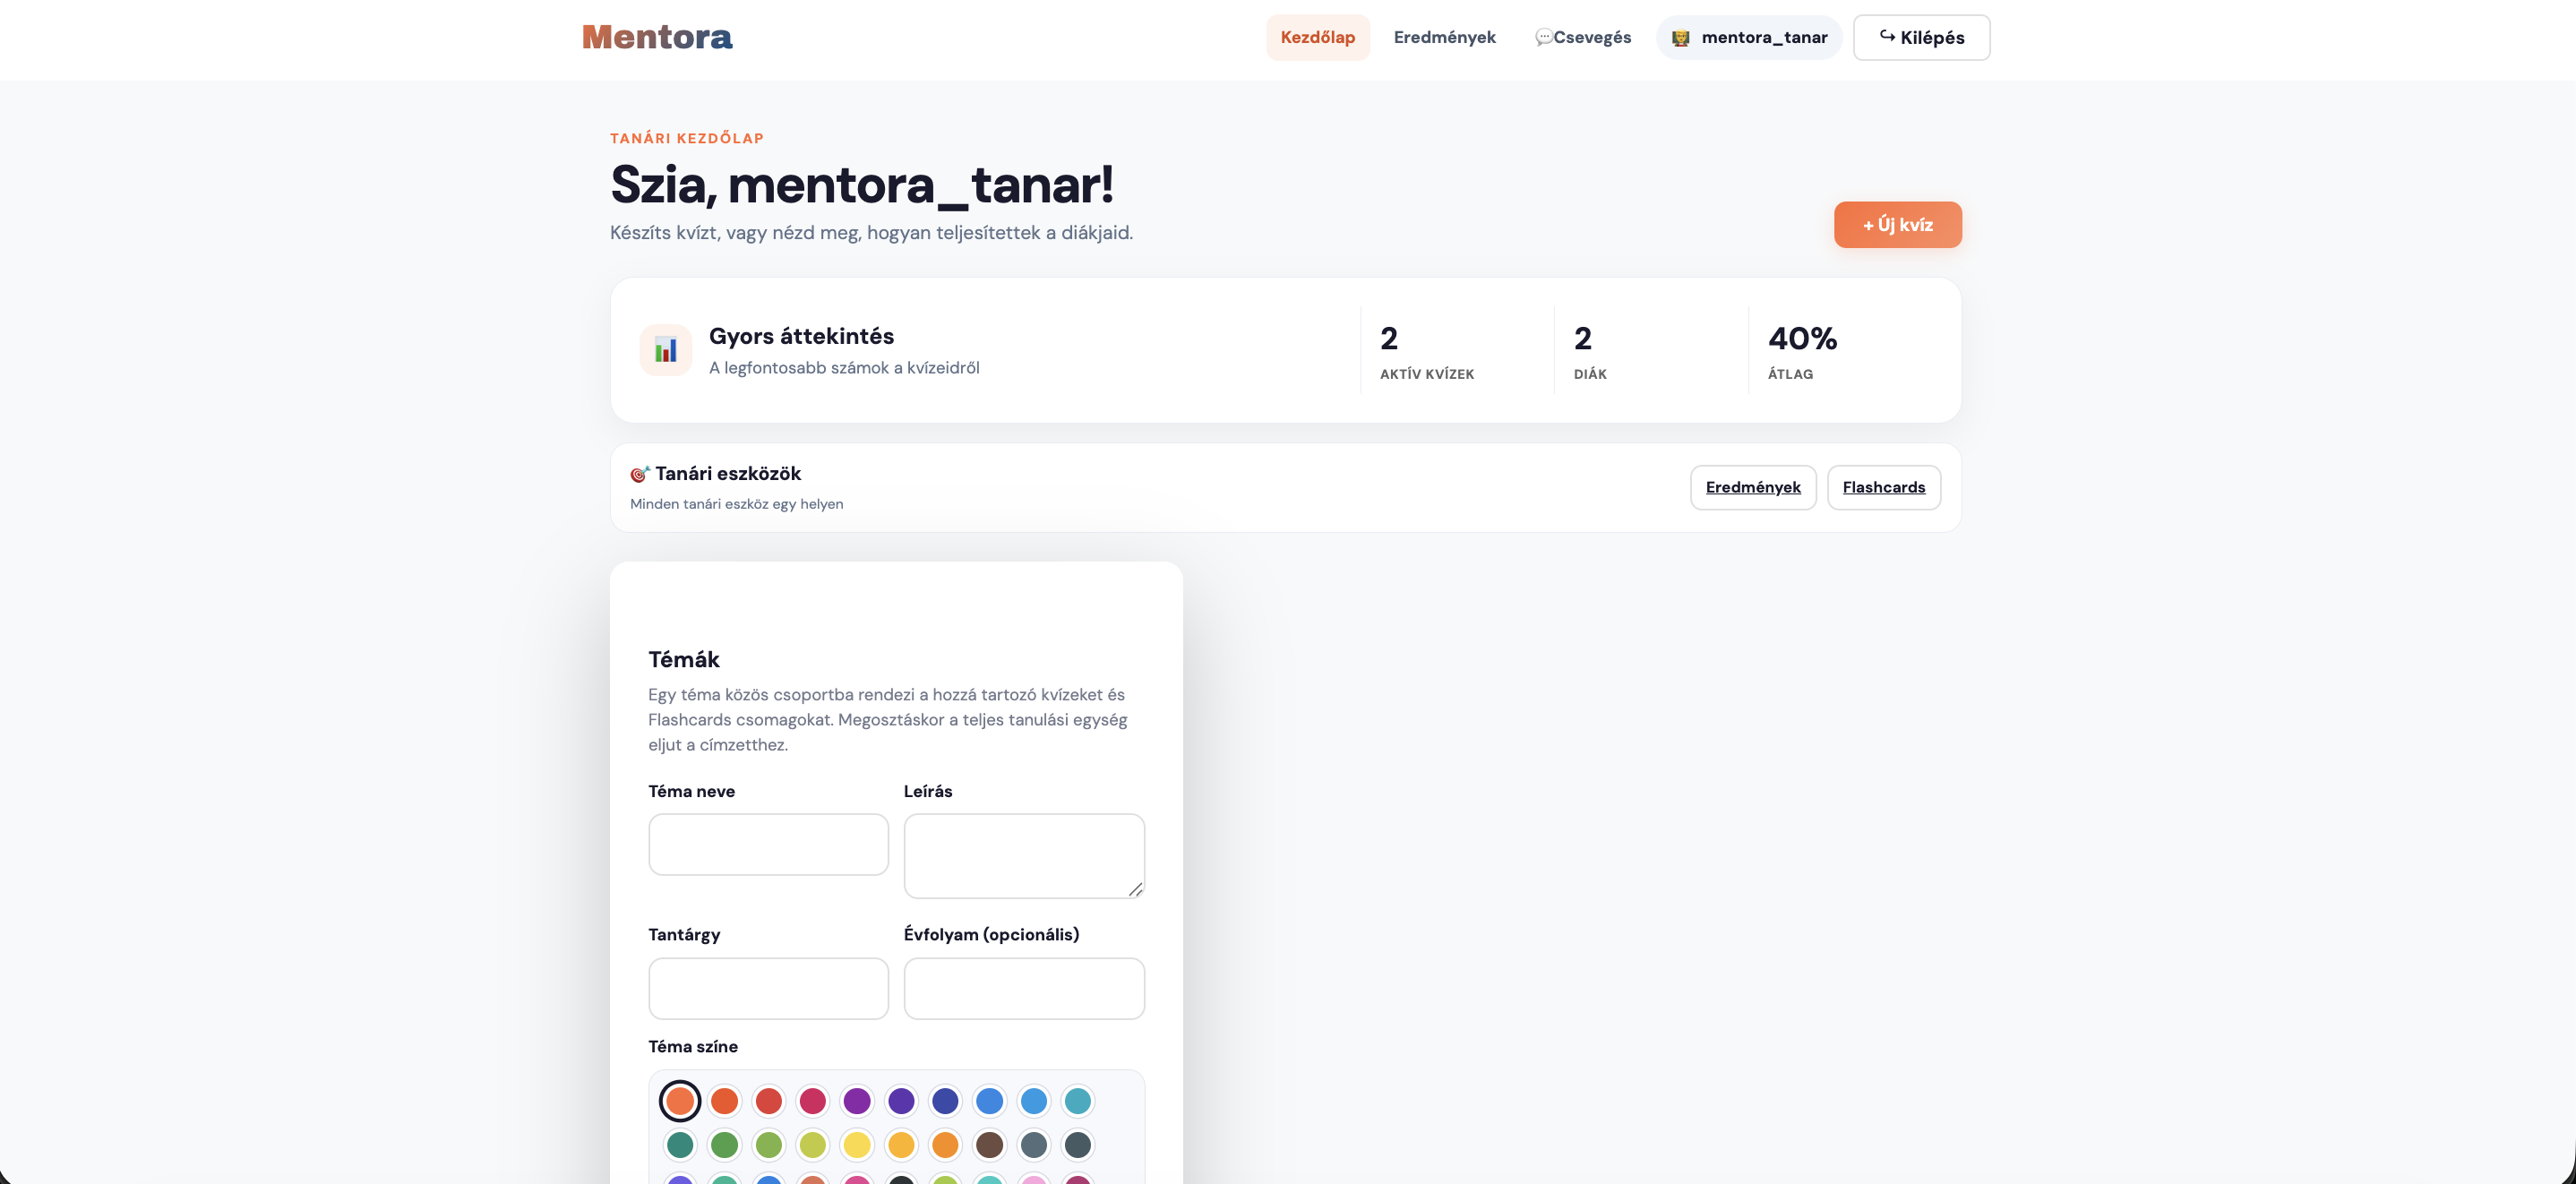 Mentora
Kezdőlap
Eredmények
Csevegés
mentora_tanar
Kilépés
TANÁRI KEZDŐLAP
Szia, mentora_tanar!
Készíts kvízt, vagy nézd meg, hogyan teljesítettek a diákjaid.
+ Új kvíz
Gyors áttekintés
A legfontosabb számok a kvízeidről
2
AKTÍV KVÍZEK
2
DIÁK
40%
ÁTLAG
Tanári eszközök
Minden tanári eszköz egy helyen
Eredmények
Flashcards
Témák
Egy téma közös csoportba rendezi a hozzá tartozó kvízeket és
Flashcards csomagokat. Megosztáskor a teljes tanulási egység
eljut a címzetthez.
Téma neve
Leírás
Tantárgy
Évfolyam (opcionális)
Téma színe